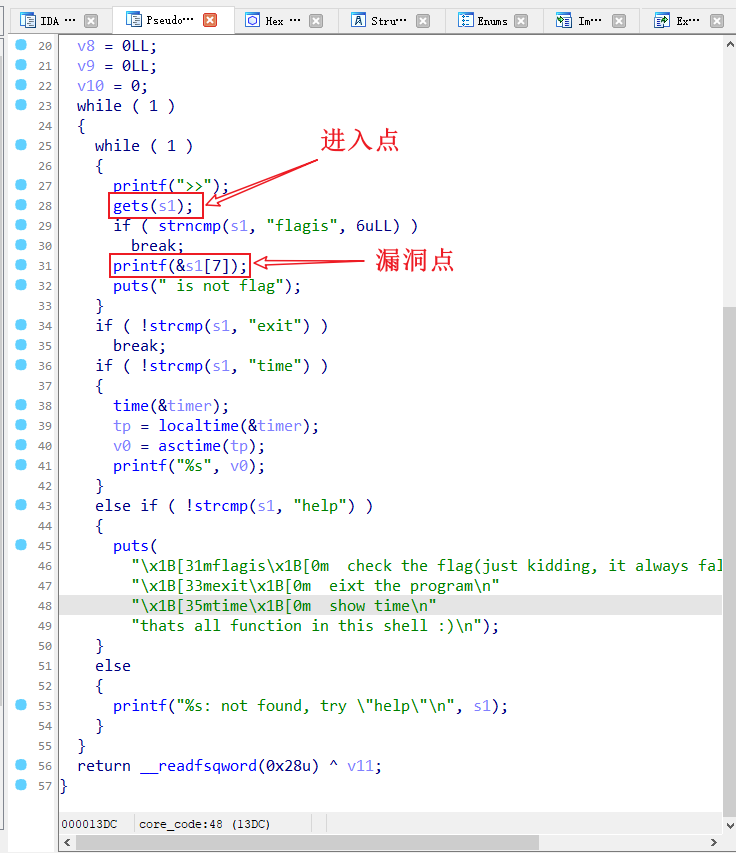 IDA ··· Pseudo··· Hex ··· Stru··· Enums Im··· Ex···
20 v8 = 0LL;
21 v9 = 0LL;
22 v10 = 0;
23 while ( 1 )
24 {
25 while ( 1 )
进入点
26 {
27 printf(">>");
28 gets(s1);
29 if ( strncmp(s1, "flagis", 6uLL) )
30 break;
31 printf(&s1[7]);
漏洞点
32 puts(" is not flag");
33 }
34 if ( !strcmp(s1, "exit") )
35 break;
36 if ( !strcmp(s1, "time") )
37 {
38 time(&timer);
39 tp = localtime(&timer);
40 v0 = asctime(tp);
41 printf("%s", v0);
42 }
43 else if ( !strcmp(s1, "help") )
44 {
45 puts(
46 "\x1B[31mflagis\x1B[0m  check the flag(just kidding, it always fal
47 "\x1B[33mexit\x1B[0m  eixt the program\n"
48 "\x1B[35mtime\x1B[0m  show time\n"
49 "thats all function in this shell :)\n");
50 }
51 else
52 {
53 printf("%s: not found, try \"help\"\n", s1);
54 }
55 }
56 return __readfsqword(0x28u) ^ v11;
57 }
000013DC core_code:48 (13DC)